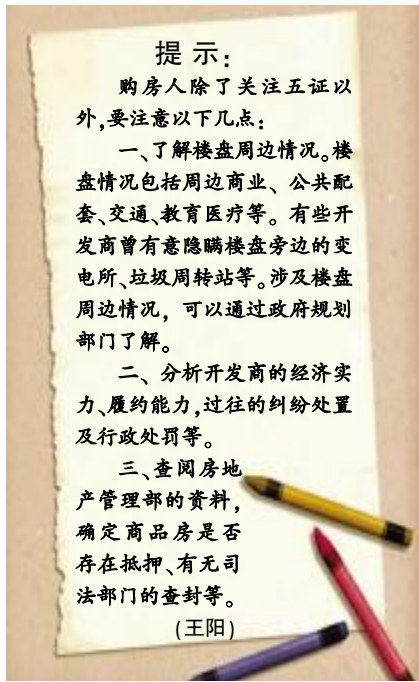 提示：
购房人除了关注五证以
外,要注意以下几点：
一、了解楼盘周边情况。楼
盘情况包括周边商业、公共配
套、交通、教育医疗等。有些开
发商曾有意隐瞒楼盘旁边的变
电所、垃圾周转站等。涉及楼盘
周边情况，可以通过政府规划
部门了解。
二、分析开发商的经济实
力、履约能力,过往的纠纷处置
及行政处罚等。
三、查阅房地
产管理部的资料，
确定商品房是否
存在抵押、有无司
法部门的查封等。
(王阳)